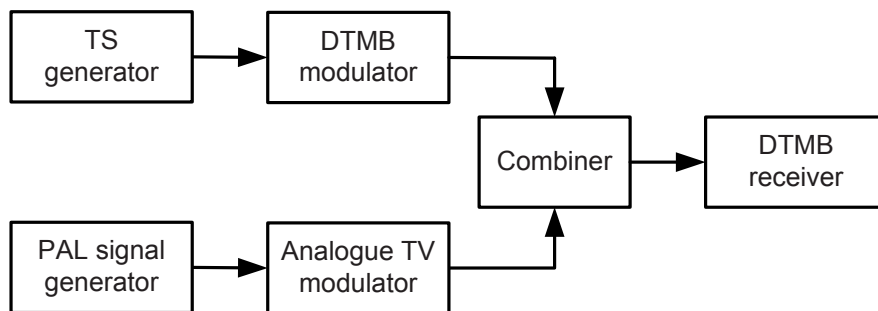 TS
generator
DTMB
modulator
Combiner
DTMB
receiver
PAL signal
generator
Analogue TV
modulator